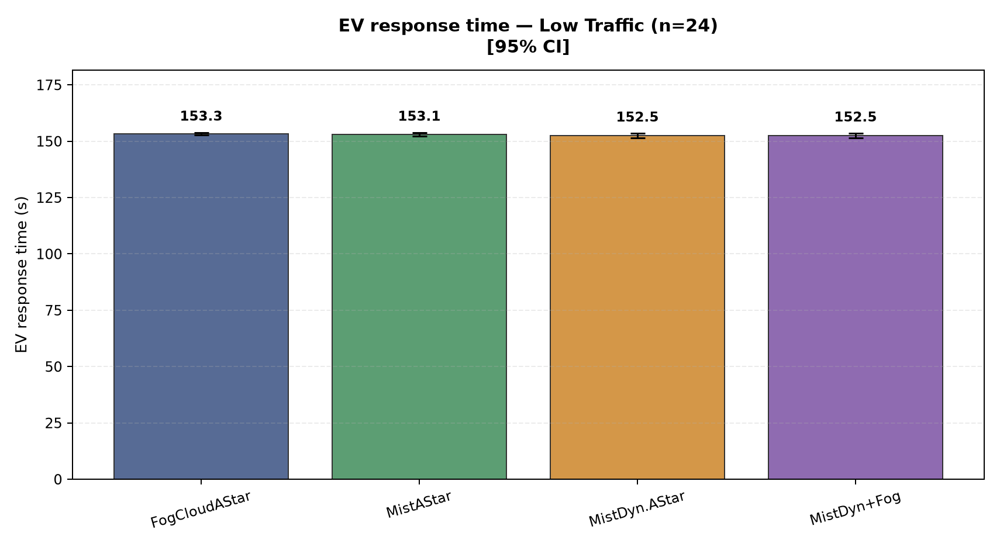 EV response time — Low Traffic (n=24)
[95% CI]
EV response time (s)
175
150
125
100
75
50
25
0
153.3
153.1
152.5
152.5
FogCloudAStar
MistAStar
MistDyn.AStar
MistDyn+Fog